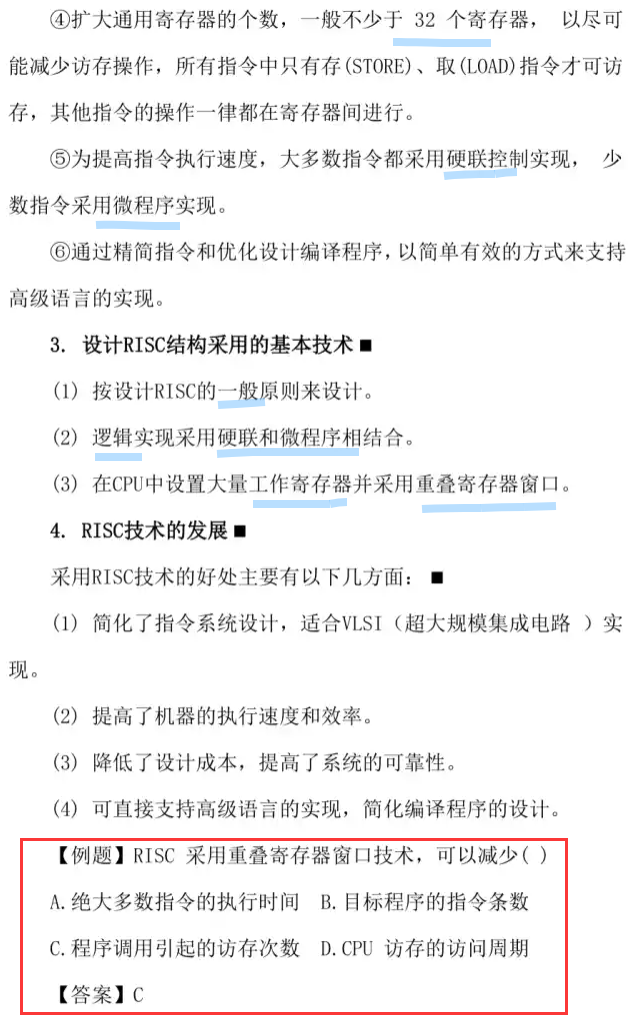 ④扩大通用寄存器的个数，一般不少于 32 个寄存器， 以尽可
能减少访存操作，所有指令中只有存(STORE)、取(LOAD)指令才可访
存，其他指令的操作一律都在寄存器间进行。
⑤为提高指令执行速度，大多数指令都采用硬联控制实现， 少
数指令采用微程序实现。
⑥通过精简指令和优化设计编译程序，以简单有效的方式来支持
高级语言的实现。
3. 设计RISC结构采用的基本技术■
(1) 按设计RISC的一般原则来设计。
(2) 逻辑实现采用硬联和微程序相结合。
(3) 在CPU中设置大量工作寄存器并采用重叠寄存器窗口。
4. RISC技术的发展■
采用RISC技术的好处主要有以下几方面： ■
(1) 简化了指令系统设计，适合VLSI（超大规模集成电路 ）实
现。
(2) 提高了机器的执行速度和效率。
(3) 降低了设计成本，提高了系统的可靠性。
(4) 可直接支持高级语言的实现，简化编译程序的设计。
【例题】RISC 采用重叠寄存器窗口技术，可以减少( )
A.绝大多数指令的执行时间 B.目标程序的指令条数
C.程序调用引起的访存次数 D.CPU 访存的访问周期
【答案】C